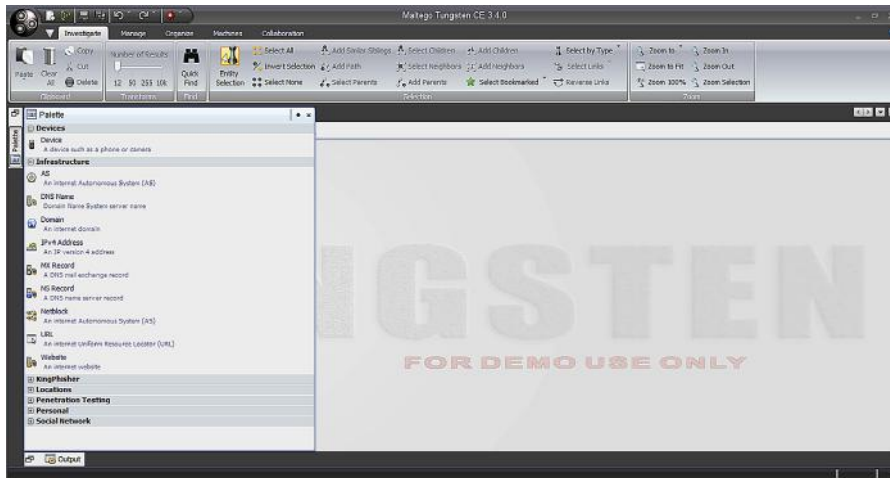 Maltego Tungsten CE 3.4.0
Investigate Manage Organize Machines Collaboration
Copy Number of Results Select All Add Similar Siblings Select Children Add Children Select by Type Zoom to Zoom In
Cut Invert Selection Add Path Select Neighbors Add Neighbors Select Links Zoom to Fit Zoom Out
Paste Clear All Delete 12 50 255 10k Quick Find Entity Selection Select None Select Parents Add Parents Select Bookmarked Reverse Links Zoom 100% Zoom Selection
Clipboard Transforms Find Selection Zoom
Palette
Palette
Devices
Device
A device such as a phone or camera
Infrastructure
AS
An internet Autonomous System (AS)
DNS Name
Domain Name System server name
Domain
An internet domain
IPv4 Address
An IP version 4 address
MX Record
A DNS mail exchange record
NS Record
A DNS name server record
Netblock
An internet Autonomous System (AS)
URL
An internet Uniform Resource Locator (URL)
Website
An internet website
KingPhisher
Locations
Penetration Testing
Personal
Social Network
NGSTEN
FOR DEMO USE ONLY
Output